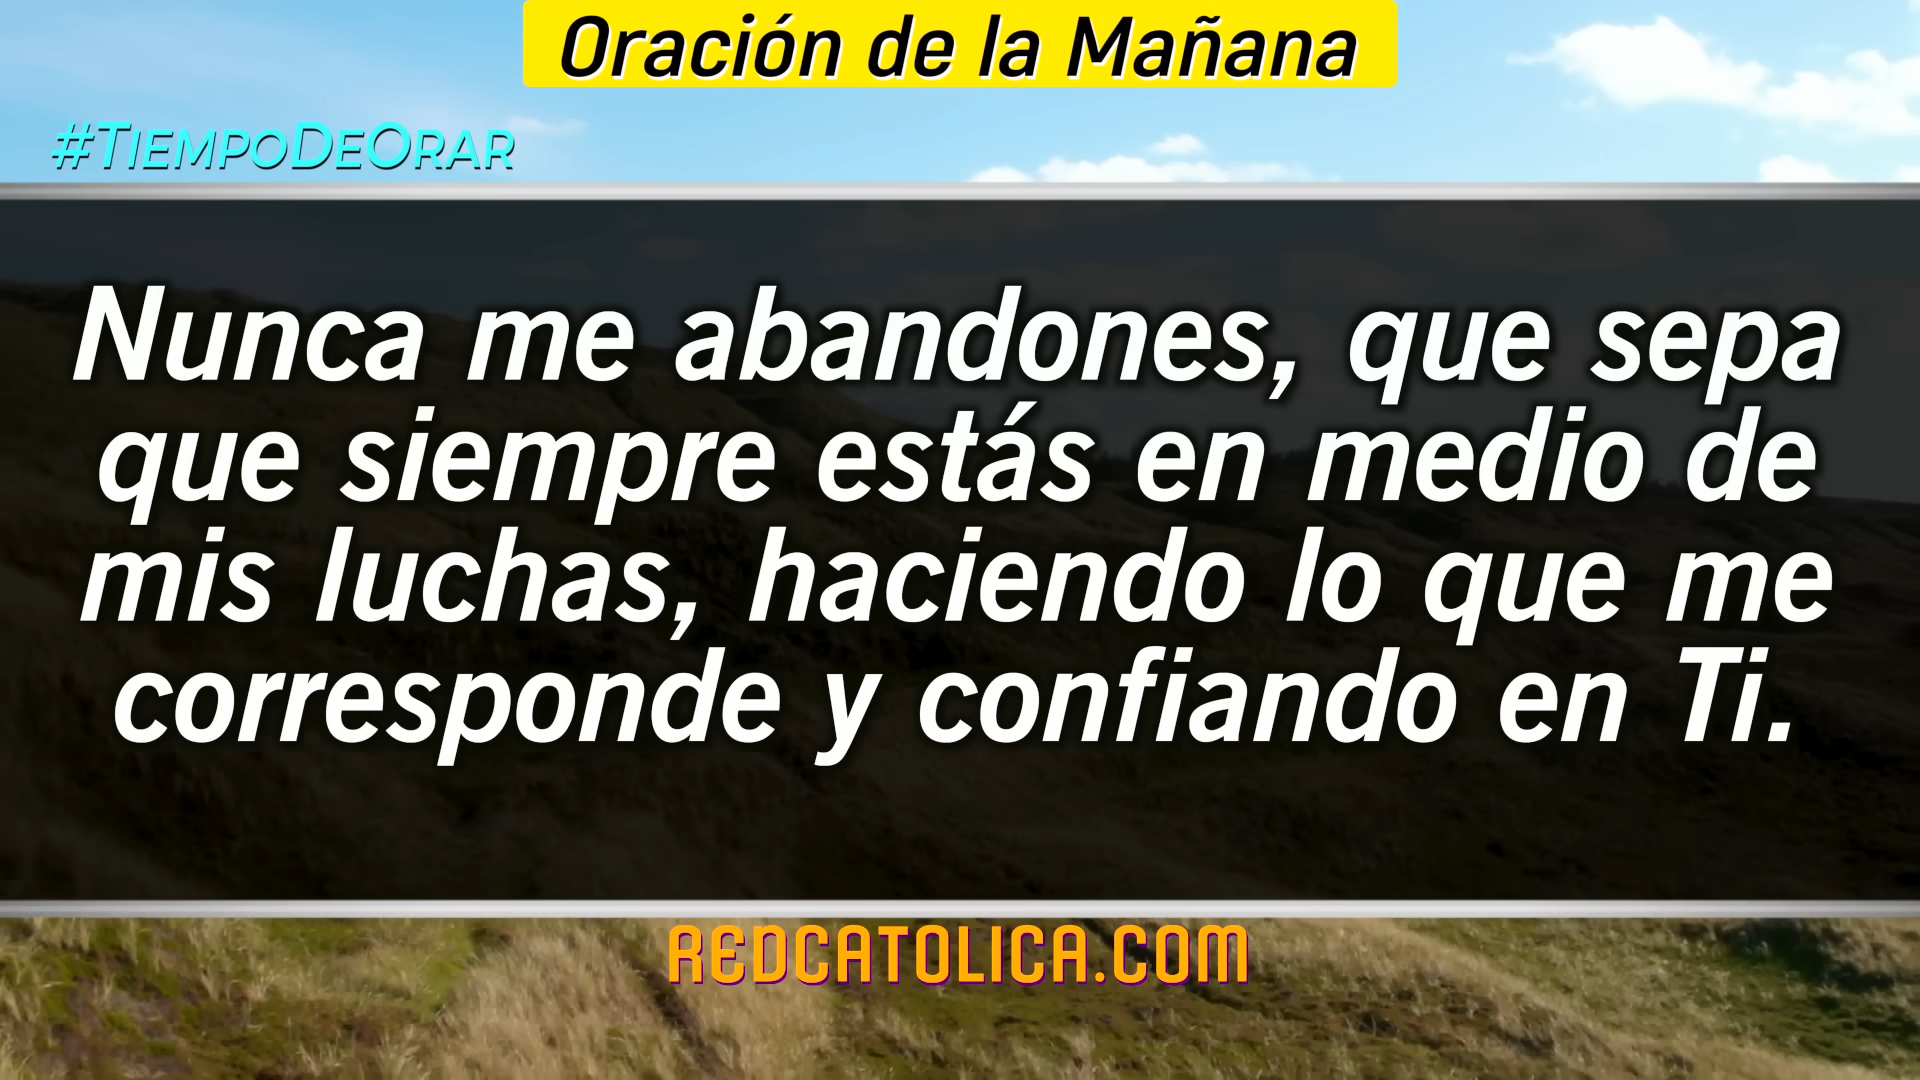 Oración de la Mañana
#TiempoDeOrar
Nunca me abandones, que sepa
que siempre estás en medio de
mis luchas, haciendo lo que me
corresponde y confiando en Ti.
REDCATOLICA.COM